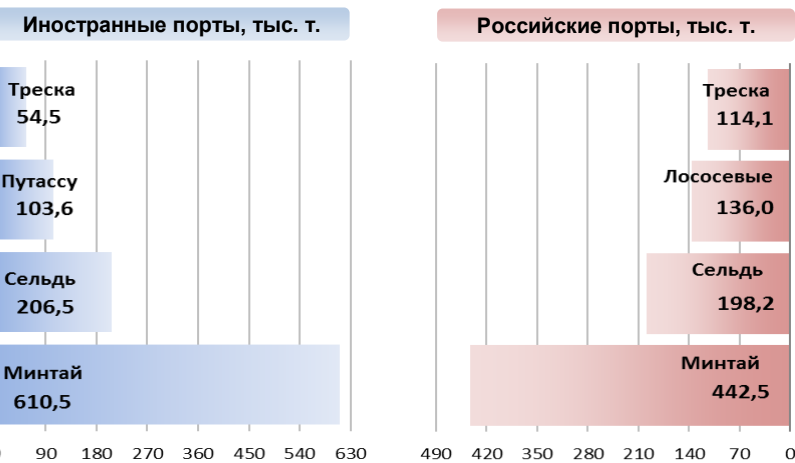 Иностранные порты, тыс. т.
Треска
54,5
Путассу
103,6
Сельдь
206,5
Минтай
610,5
90 180 270 360 450 540 630
Российские порты, тыс. т.
Треска
114,1
Лососевые
136,0
Сельдь
198,2
Минтай
442,5
490 420 350 280 210 140 70 0